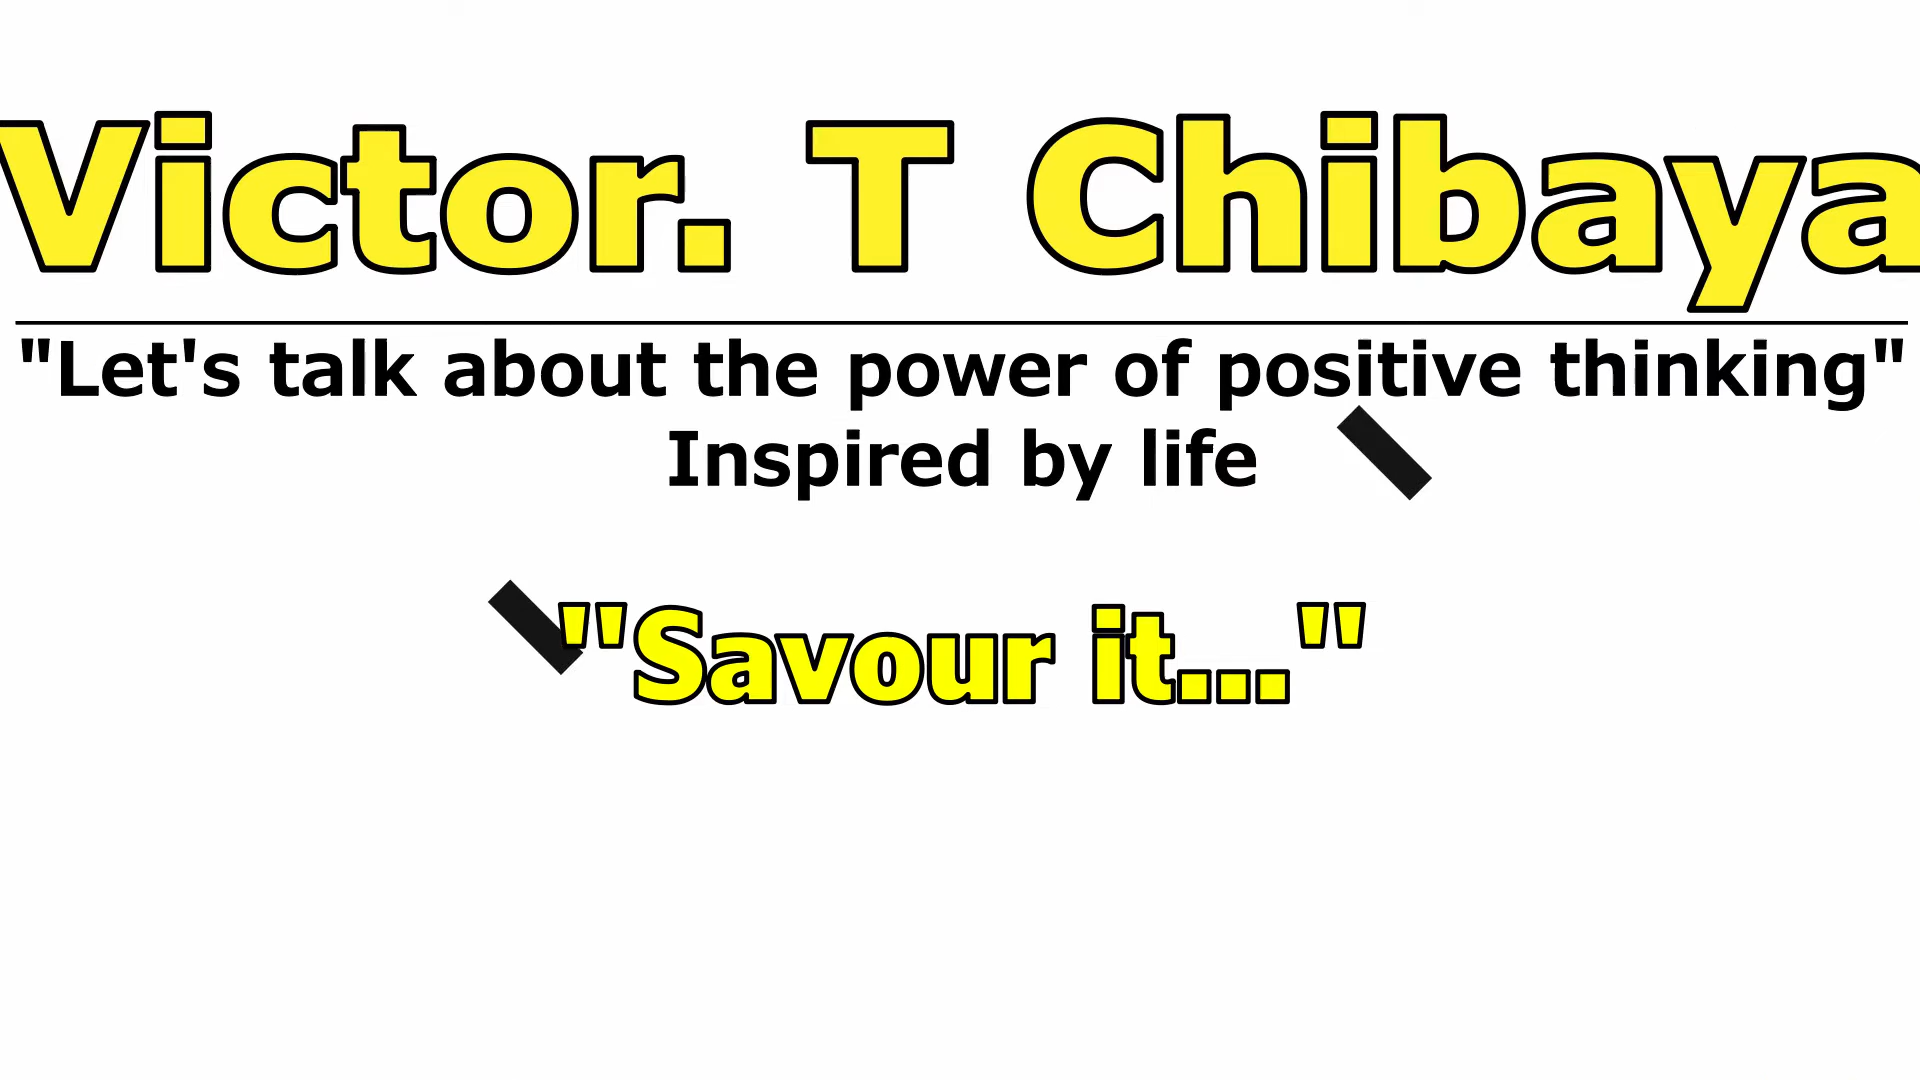 Victor. T Chibaya
"Let's talk about the power of positive thinking"
Inspired by life
"Savour it..."